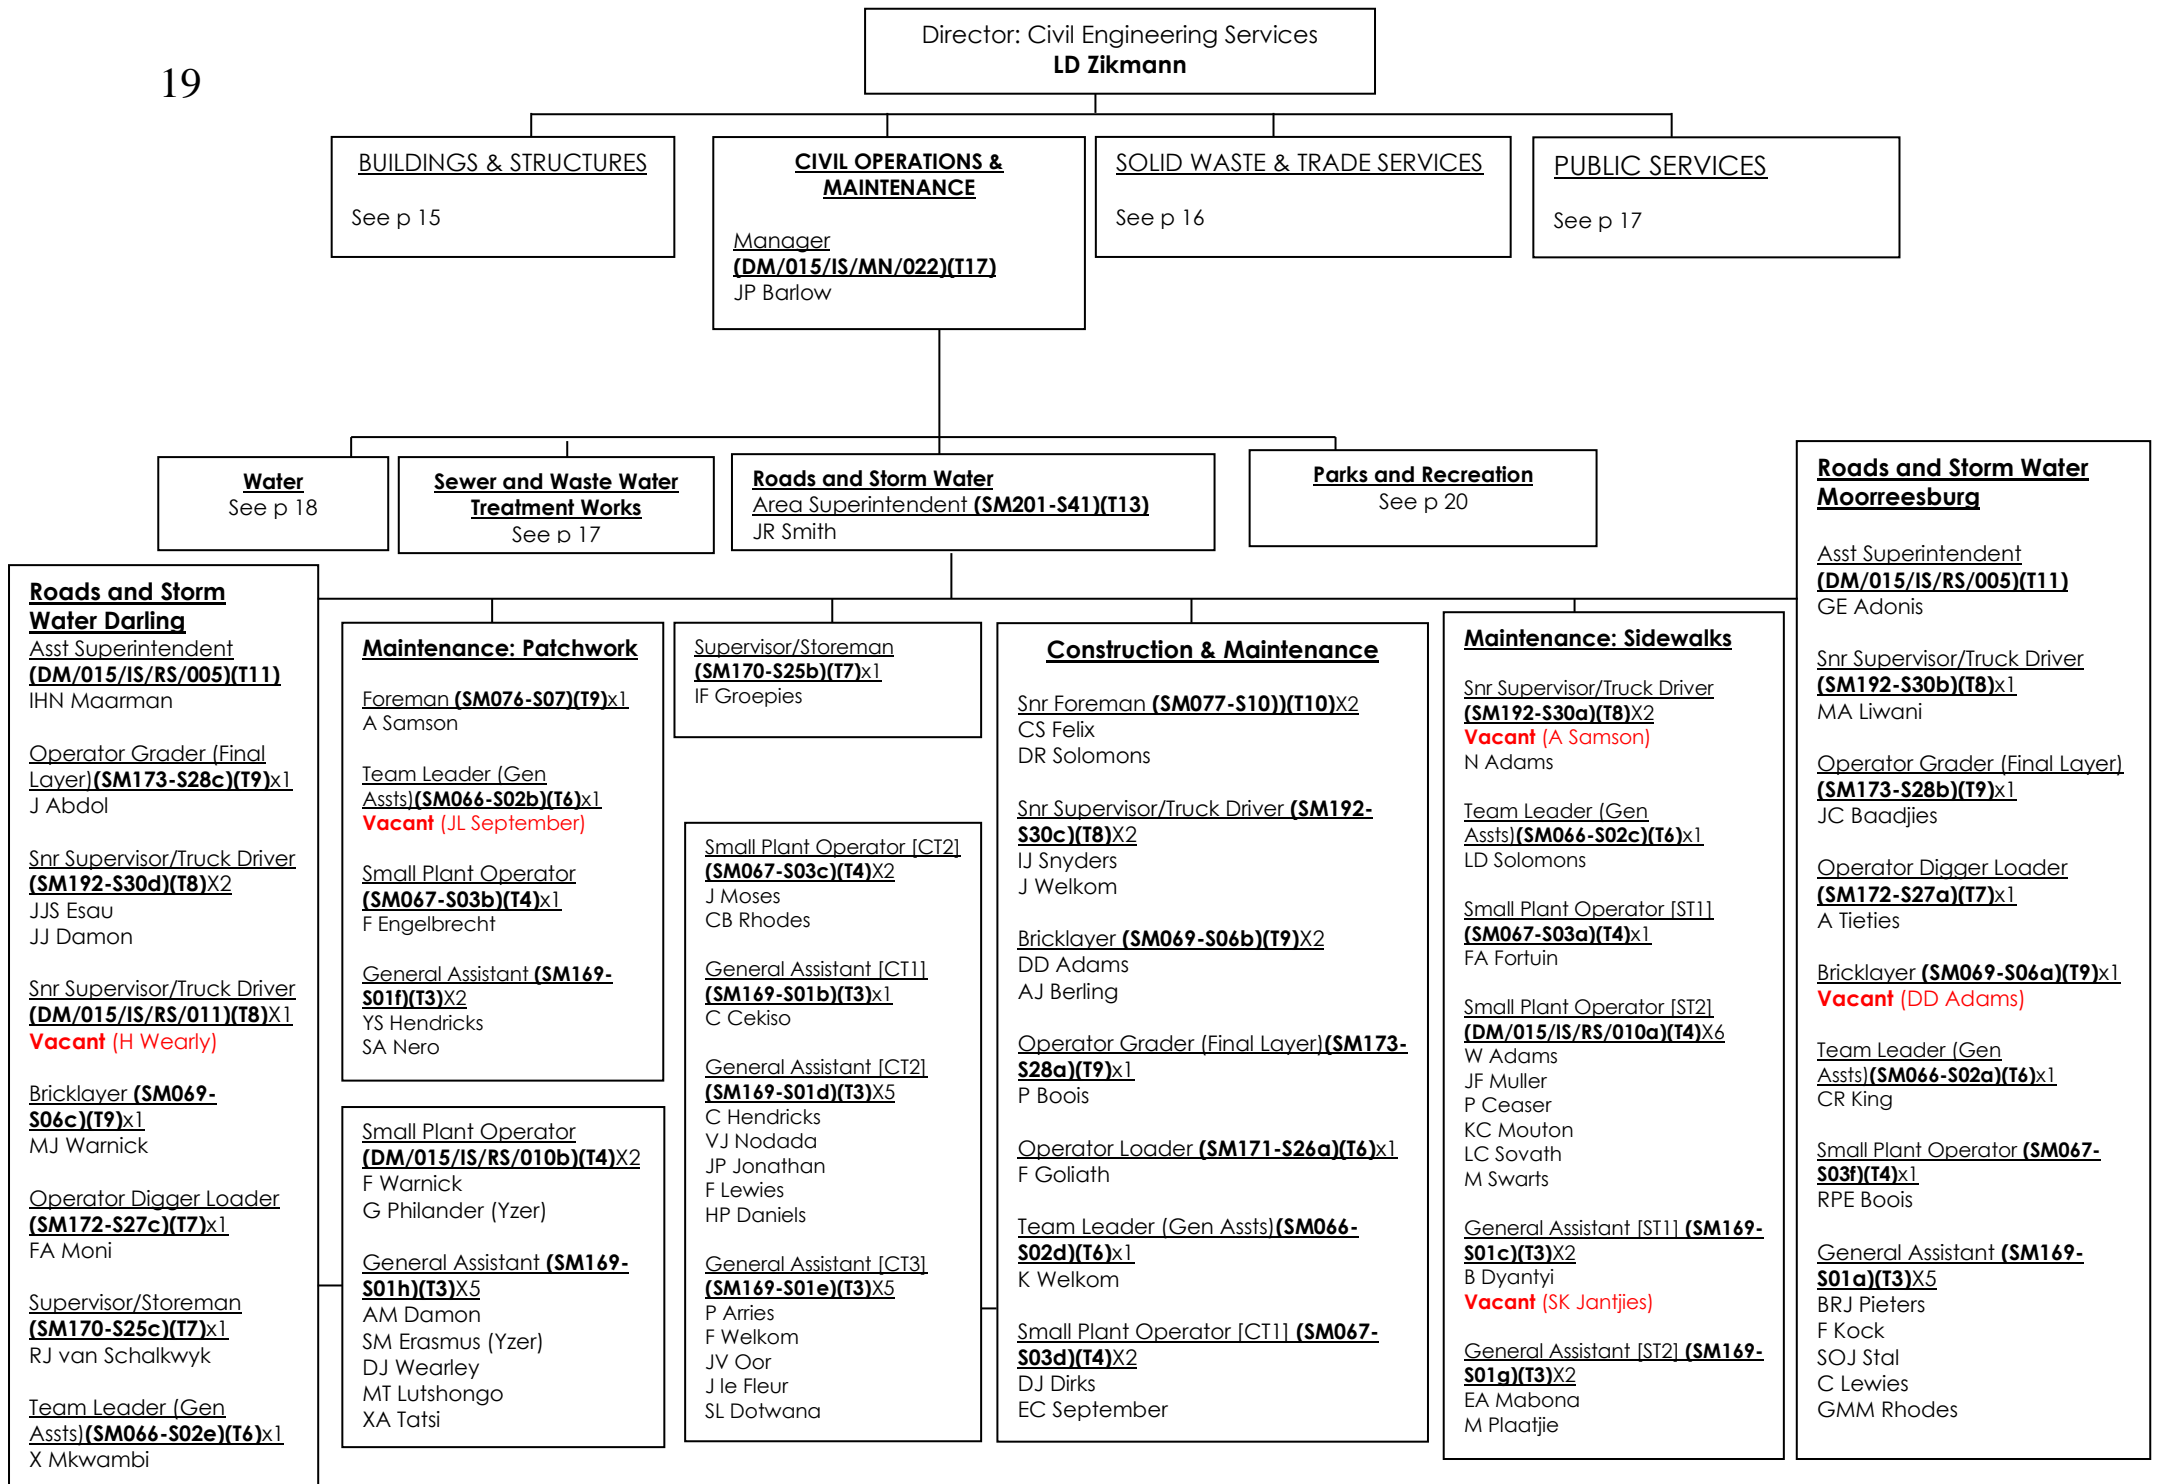 19
Director: Civil Engineering Services
LD Zikmann
BUILDINGS & STRUCTURES
See p 15
CIVIL OPERATIONS &
MAINTENANCE
Manager
(DM/015/IS/MN/022)(T17)
JP Barlow
SOLID WASTE & TRADE SERVICES
See p 16
PUBLIC SERVICES
See p 17
Water
See p 18
Sewer and Waste Water
Treatment Works
See p 17
Roads and Storm Water
Area Superintendent (SM201-S41)(T13)
JR Smith
Parks and Recreation
See p 20
Roads and Storm
Water Darling
Asst Superintendent
(DM/015/IS/RS/005)(T11)
IHN Maarman
Operator Grader (Final
Layer)(SM173-S28c)(T9)x1
J Abdol
Snr Supervisor/Truck Driver
(SM192-S30d)(T8)X2
JJS Esau
JJ Damon
Snr Supervisor/Truck Driver
(DM/015/IS/RS/011)(T8)X1
Vacant (H Wearly)
Bricklayer (SM069-
S06c)(T9)x1
MJ Warnick
Operator Digger Loader
(SM172-S27c)(T7)x1
FA Moni
Supervisor/Storeman
(SM170-S25c)(T7)x1
RJ van Schalkwyk
Team Leader (Gen
Assts)(SM066-S02e)(T6)x1
X Mkwambi
Maintenance: Patchwork
Foreman (SM076-S07)(T9)x1
A Samson
Team Leader (Gen
Assts)(SM066-S02b)(T6)x1
Vacant (JL September)
Small Plant Operator
(SM067-S03b)(T4)x1
F Engelbrecht
General Assistant (SM169-
S01f)(T3)X2
YS Hendricks
SA Nero
Small Plant Operator
(DM/015/IS/RS/010b)(T4)X2
F Warnick
G Philander (Yzer)
General Assistant (SM169-
S01h)(T3)X5
AM Damon
SM Erasmus (Yzer)
DJ Wearley
MT Lutshongo
XA Tatsi
Supervisor/Storeman
(SM170-S25b)(T7)x1
IF Groepies
Small Plant Operator [CT2]
(SM067-S03c)(T4)X2
J Moses
CB Rhodes
General Assistant [CT1]
(SM169-S01b)(T3)x1
C Cekiso
General Assistant [CT2]
(SM169-S01d)(T3)X5
C Hendricks
VJ Nodada
JP Jonathan
F Lewies
HP Daniels
General Assistant [CT3]
(SM169-S01e)(T3)X5
P Arries
F Welkom
JV Oor
J le Fleur
SL Dotwana
Construction & Maintenance
Snr Foreman (SM077-S10))(T10)X2
CS Felix
DR Solomons
Snr Supervisor/Truck Driver (SM192-
S30c)(T8)X2
IJ Snyders
J Welkom
Bricklayer (SM069-S06b)(T9)X2
DD Adams
AJ Berling
Operator Grader (Final Layer)(SM173-
S28a)(T9)x1
P Boois
Operator Loader (SM171-S26a)(T6)x1
F Goliath
Team Leader (Gen Assts)(SM066-
S02d)(T6)x1
K Welkom
Small Plant Operator [CT1] (SM067-
S03d)(T4)X2
DJ Dirks
EC September
Maintenance: Sidewalks
Snr Supervisor/Truck Driver
(SM192-S30a)(T8)X2
Vacant (A Samson)
N Adams
Team Leader (Gen
Assts)(SM066-S02c)(T6)x1
LD Solomons
Small Plant Operator [ST1]
(SM067-S03a)(T4)x1
FA Fortuin
Small Plant Operator [ST2]
(DM/015/IS/RS/010a)(T4)X6
W Adams
JF Muller
P Ceaser
KC Mouton
LC Sovath
M Swarts
General Assistant [ST1] (SM169-
S01c)(T3)X2
B Dyantyi
Vacant (SK Jantjies)
General Assistant [ST2] (SM169-
S01g)(T3)X2
EA Mabona
M Plaatjie
Roads and Storm Water
Moorreesburg
Asst Superintendent
(DM/015/IS/RS/005)(T11)
GE Adonis
Snr Supervisor/Truck Driver
(SM192-S30b)(T8)x1
MA Liwani
Operator Grader (Final Layer)
(SM173-S28b)(T9)x1
JC Baadjies
Operator Digger Loader
(SM172-S27a)(T7)x1
A Tieties
Bricklayer (SM069-S06a)(T9)x1
Vacant (DD Adams)
Team Leader (Gen
Assts)(SM066-S02a)(T6)x1
CR King
Small Plant Operator (SM067-
S03f)(T4)x1
RPE Boois
General Assistant (SM169-
S01a)(T3)X5
BRJ Pieters
F Kock
SOJ Stal
C Lewies
GMM Rhodes